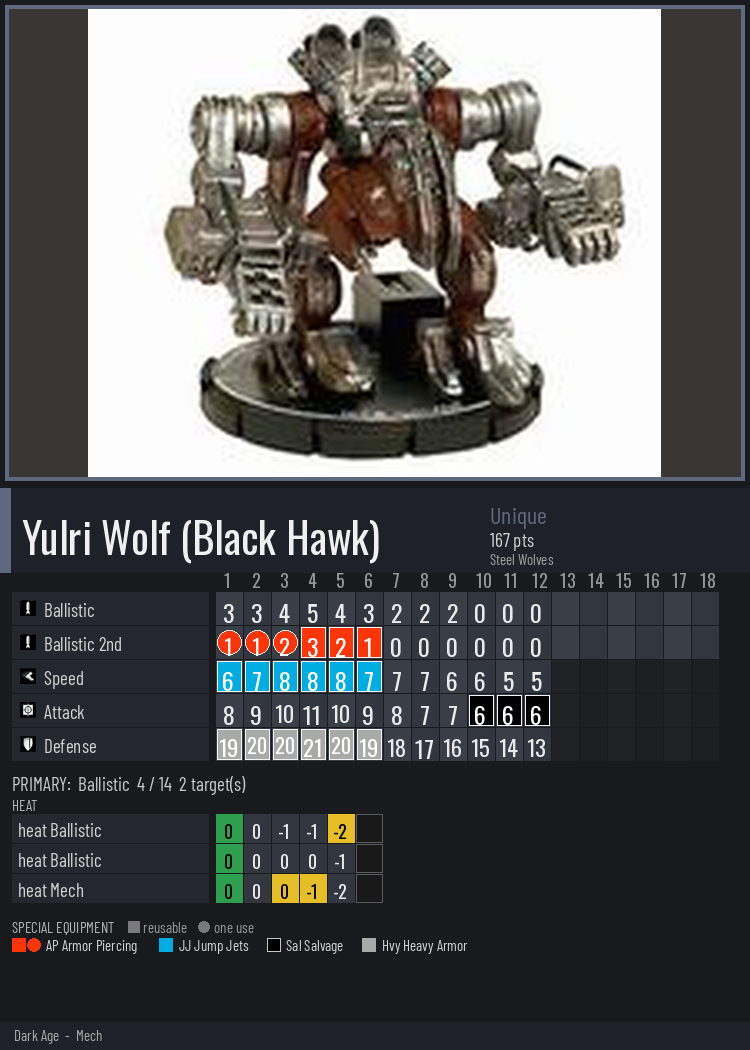 Yulri Wolf (Black Hawk)
Unique
167 pts
Steel Wolves
1 2 3 4 5 6 7 8 9 10 11 12 13 14 15 16 17 18
Ballistic 3 3 4 5 4 3 2 2 2 0 0 0
Ballistic 2nd 1 1 2 3 2 1 0 0 0 0 0 0
Speed 6 7 8 8 8 7 7 7 6 6 5 5
Attack 8 9 10 11 10 9 8 7 7 6 6 6
Defense 19 20 20 21 20 19 18 17 16 15 14 13
PRIMARY: Ballistic 4 / 14 2 target(s)
HEAT
heat Ballistic 0 0 -1 -1 -2
heat Ballistic 0 0 0 0 -1
heat Mech 0 0 0 -1 -2
SPECIAL EQUIPMENT reusable one use
AP Armor Piercing JJ Jump Jets Sal Salvage Hvy Heavy Armor
Dark Age - Mech